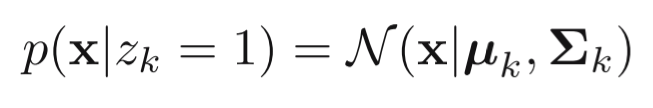 p(𝐱|z_k = 1) = 𝒩(𝐱|𝛍_k, 𝚺_k)